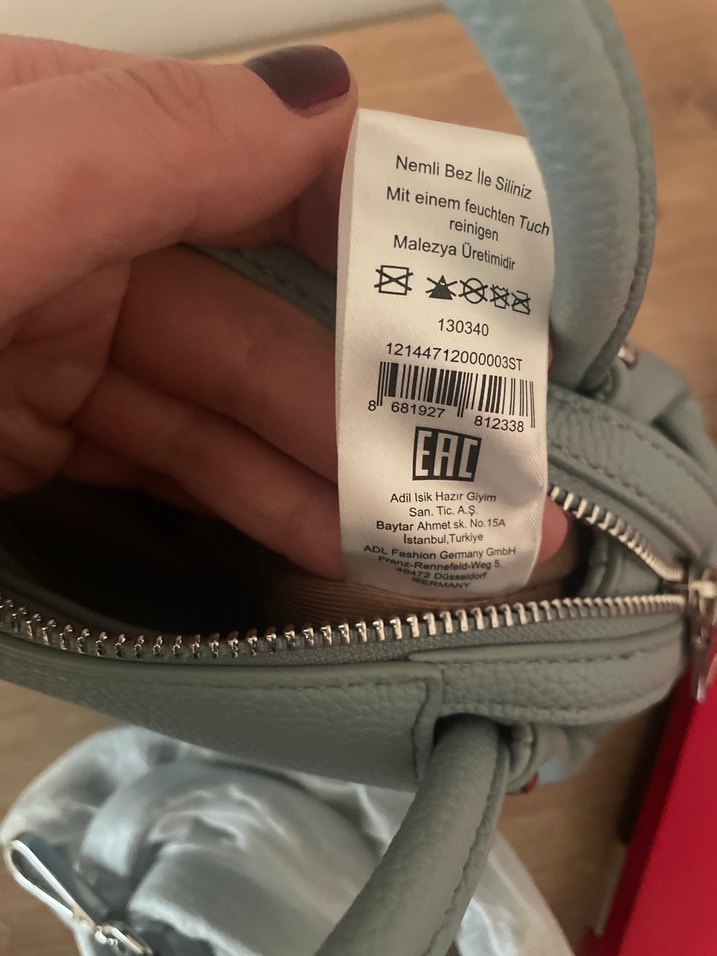 Nemli Bez İle Siliniz
Mit einem feuchten Tuch
reinigen
Malezya Üretimidir
130340
12144712000003ST
8 681927 812338
EAC
Adil Isik Hazır Giyim
San. Tic. A.Ş.
Baytar Ahmet sk. No.15A
İstanbul,Turkiye
ADL Fashion Germany GmbH
Franz-Rennefeld-Weg 5,
40472 Düsseldorf
GERMANY